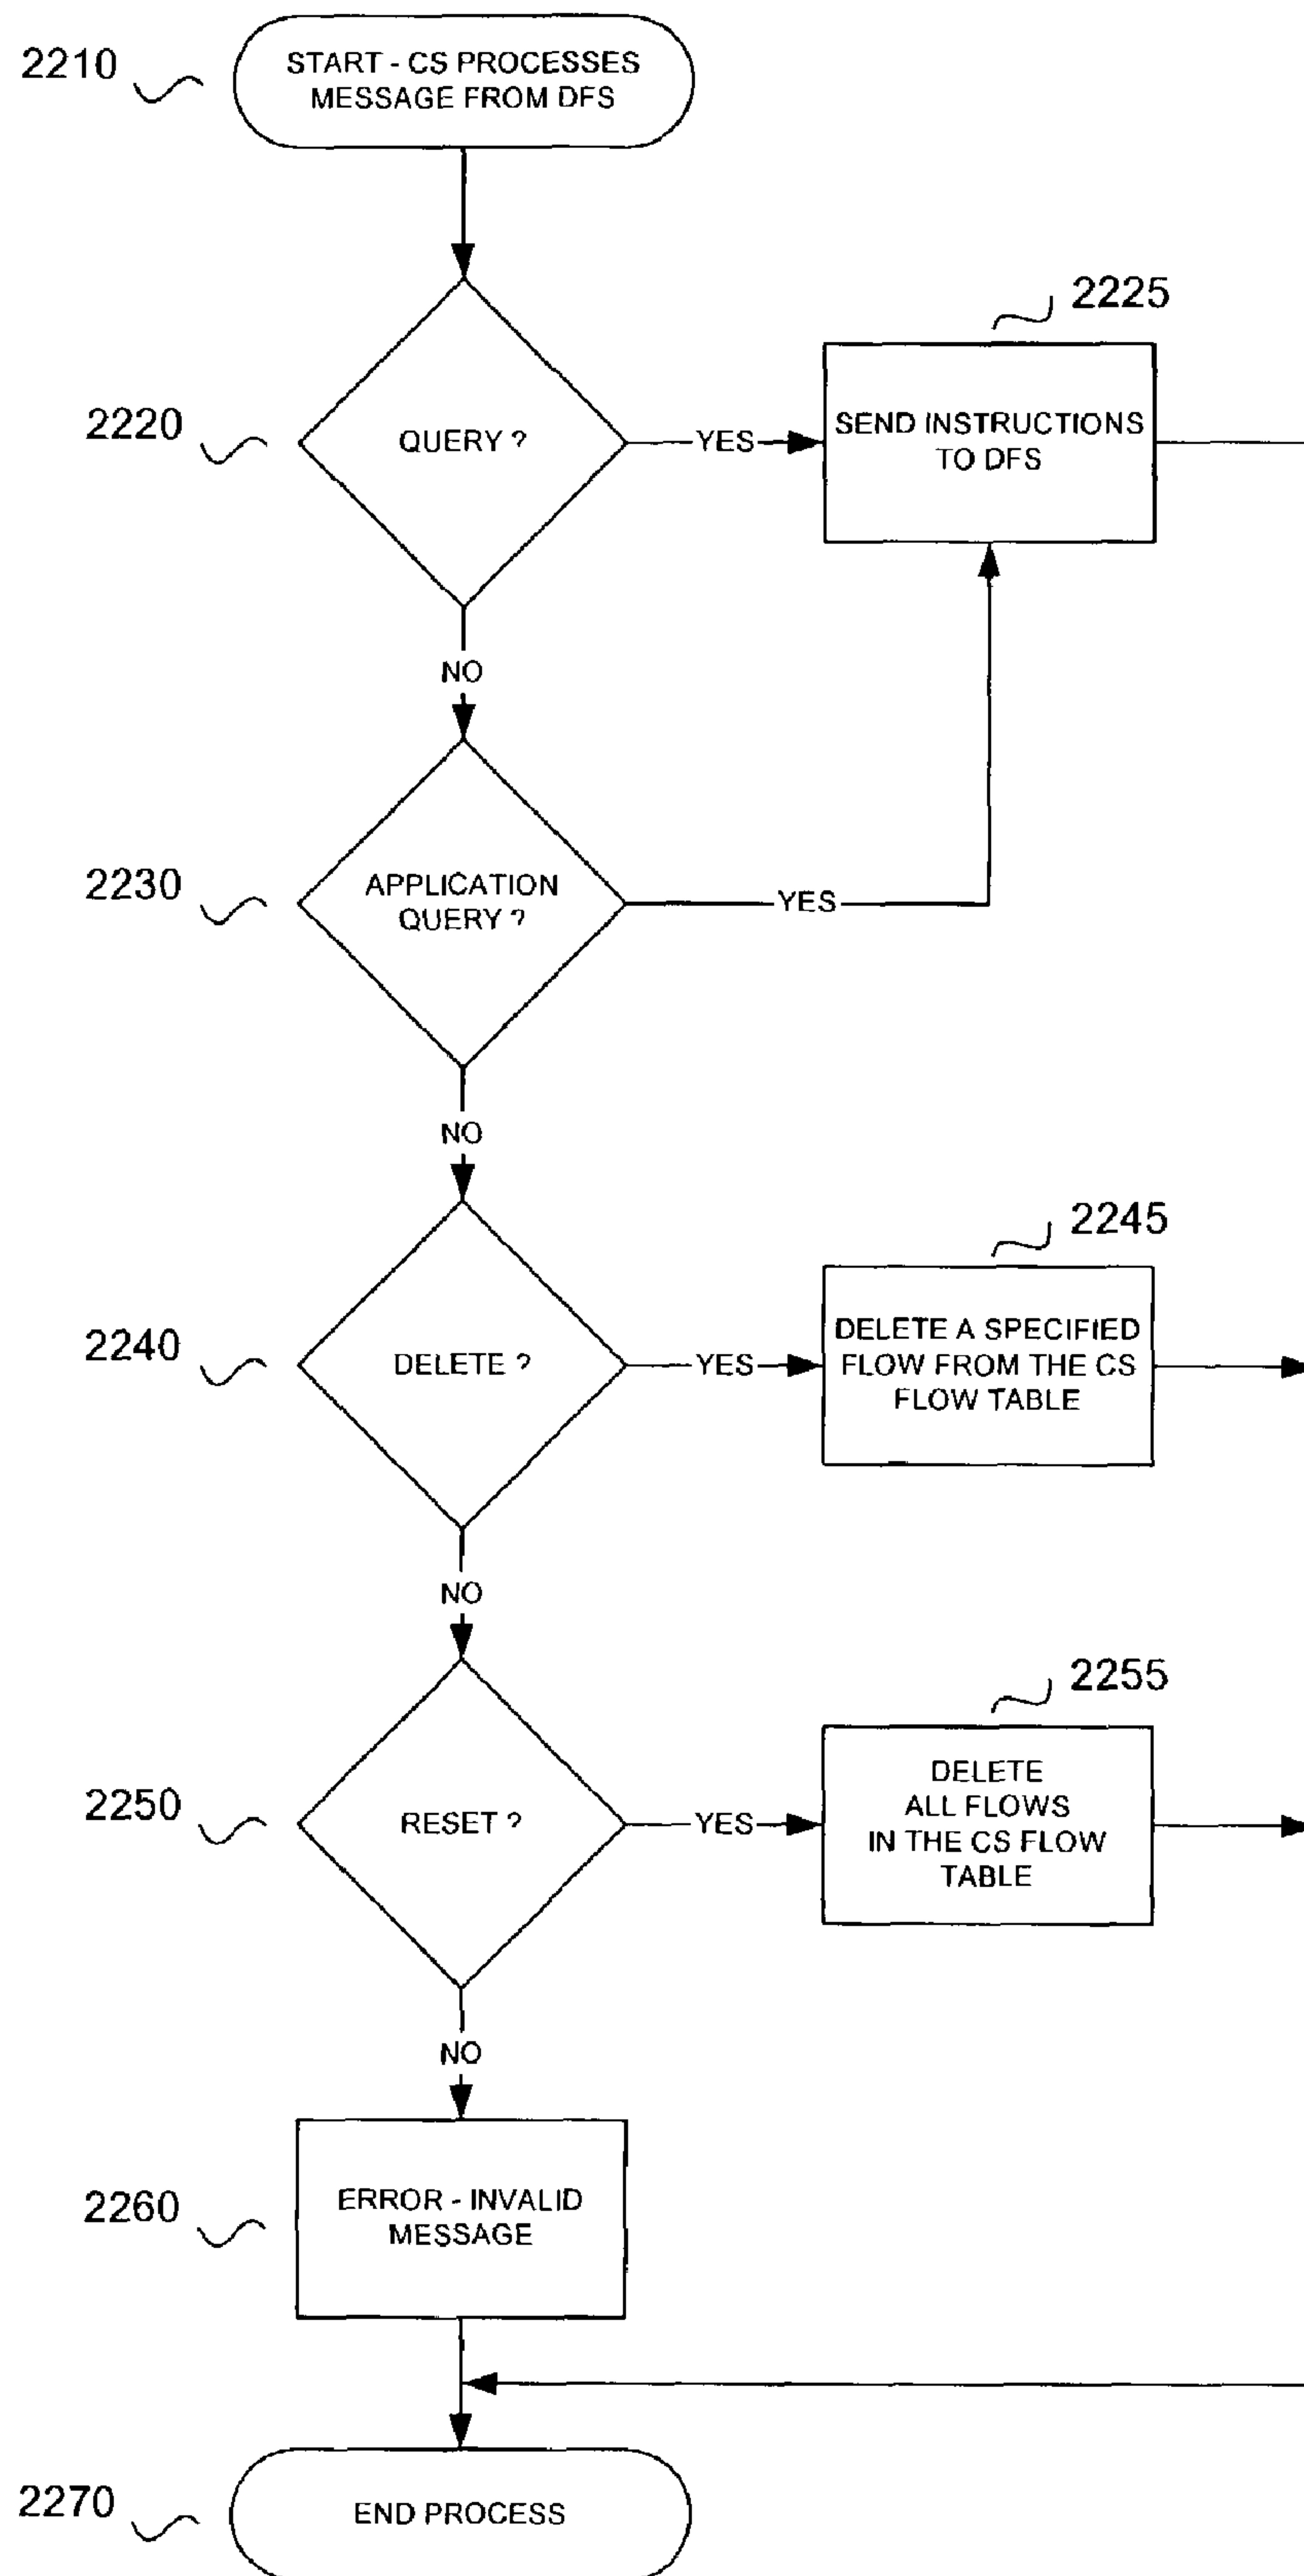 2210
START - CS PROCESSES
MESSAGE FROM DFS
2220
QUERY ?
YES
2225
SEND INSTRUCTIONS
TO DFS
NO
2230
APPLICATION
QUERY ?
YES
NO
2240
DELETE ?
YES
2245
DELETE A SPECIFIED
FLOW FROM THE CS
FLOW TABLE
NO
2250
RESET ?
YES
2255
DELETE
ALL FLOWS
IN THE CS FLOW
TABLE
NO
2260
ERROR - INVALID
MESSAGE
2270
END PROCESS